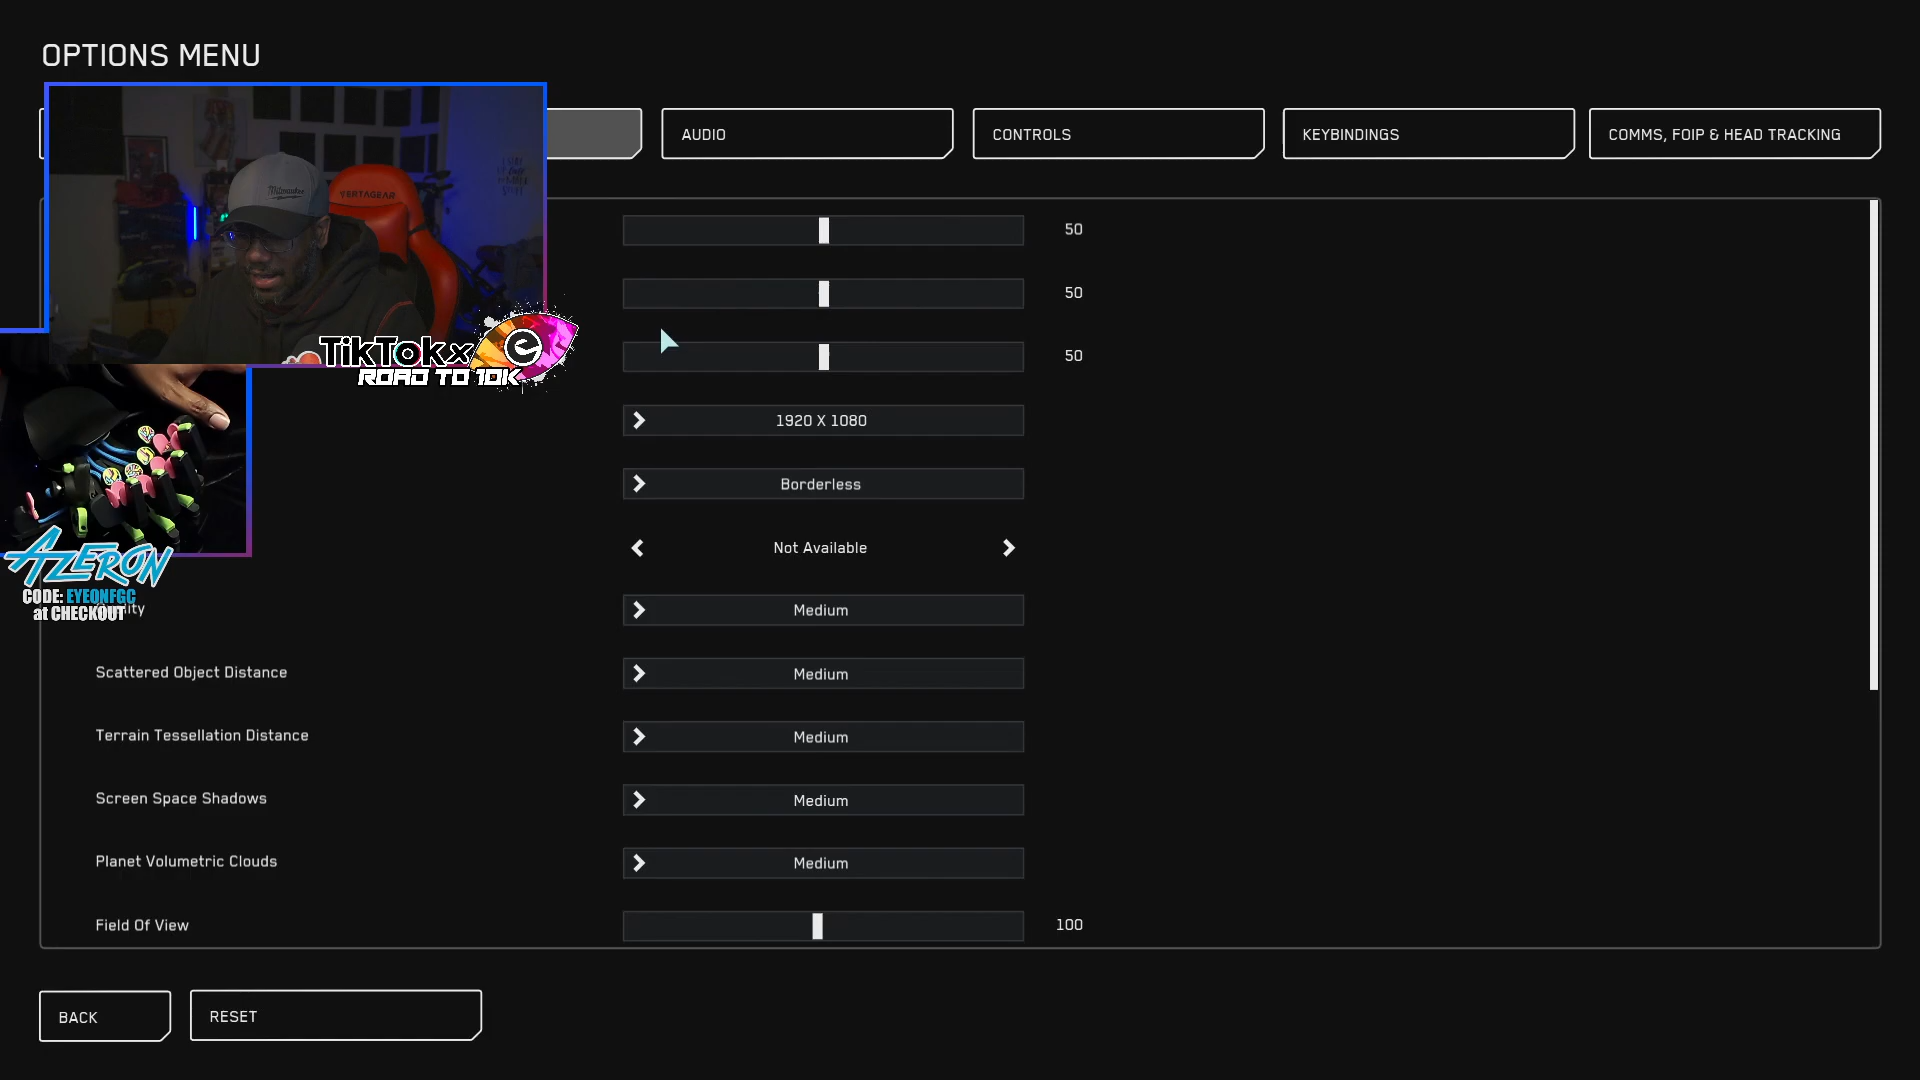 OPTIONS MENU
AUDIO
CONTROLS
KEYBINDINGS
COMMS, FOIP & HEAD TRACKING
Milwaukee
VERTAGEAR
50
50
TikTok x
ROAD TO 10K
50
1920 X 1080
Borderless
Not Available
AZERON
CODE: EYEONFGC
at CHECKOUT
Medium
Scattered Object Distance
Medium
Terrain Tessellation Distance
Medium
Screen Space Shadows
Medium
Planet Volumetric Clouds
Medium
Field Of View
100
BACK
RESET